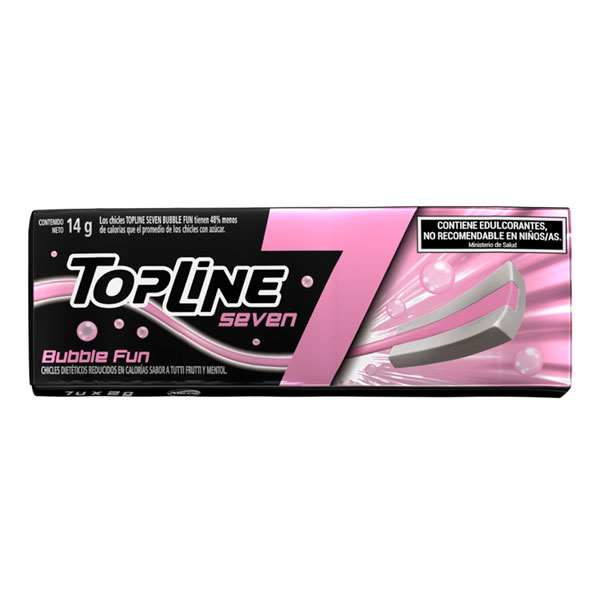 CONTENIDO
NETO 14 g
Los chicles TOPLINE SEVEN BUBBLE FUN tienen 48% menos
de calorías que el promedio de los chicles con azúcar.
TOPLINE
seven
7
Bubble Fun
CHICLES DIETÉTICOS REDUCIDOS EN CALORÍAS SABOR A TUTTI FRUTTI Y MENTOL.
7U X 2g
CONTIENE EDULCORANTES,
NO RECOMENDABLE EN NIÑOS/AS.
Ministerio de Salud